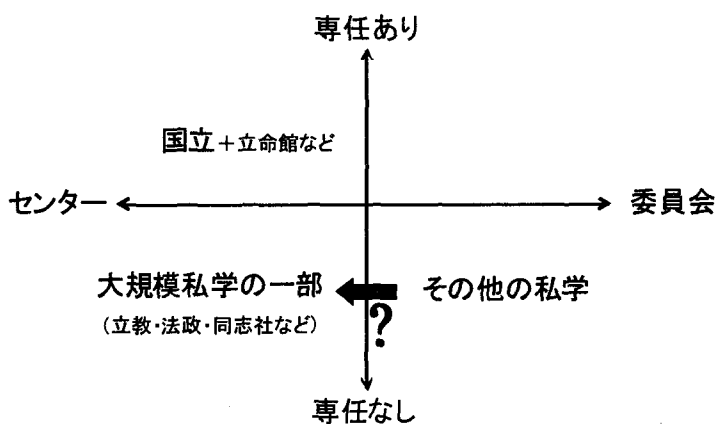 専任あり
国立+立命館など
センター
委員会
大規模私学の一部
その他の私学
(立教・法政・同志社など)
?
専任なし